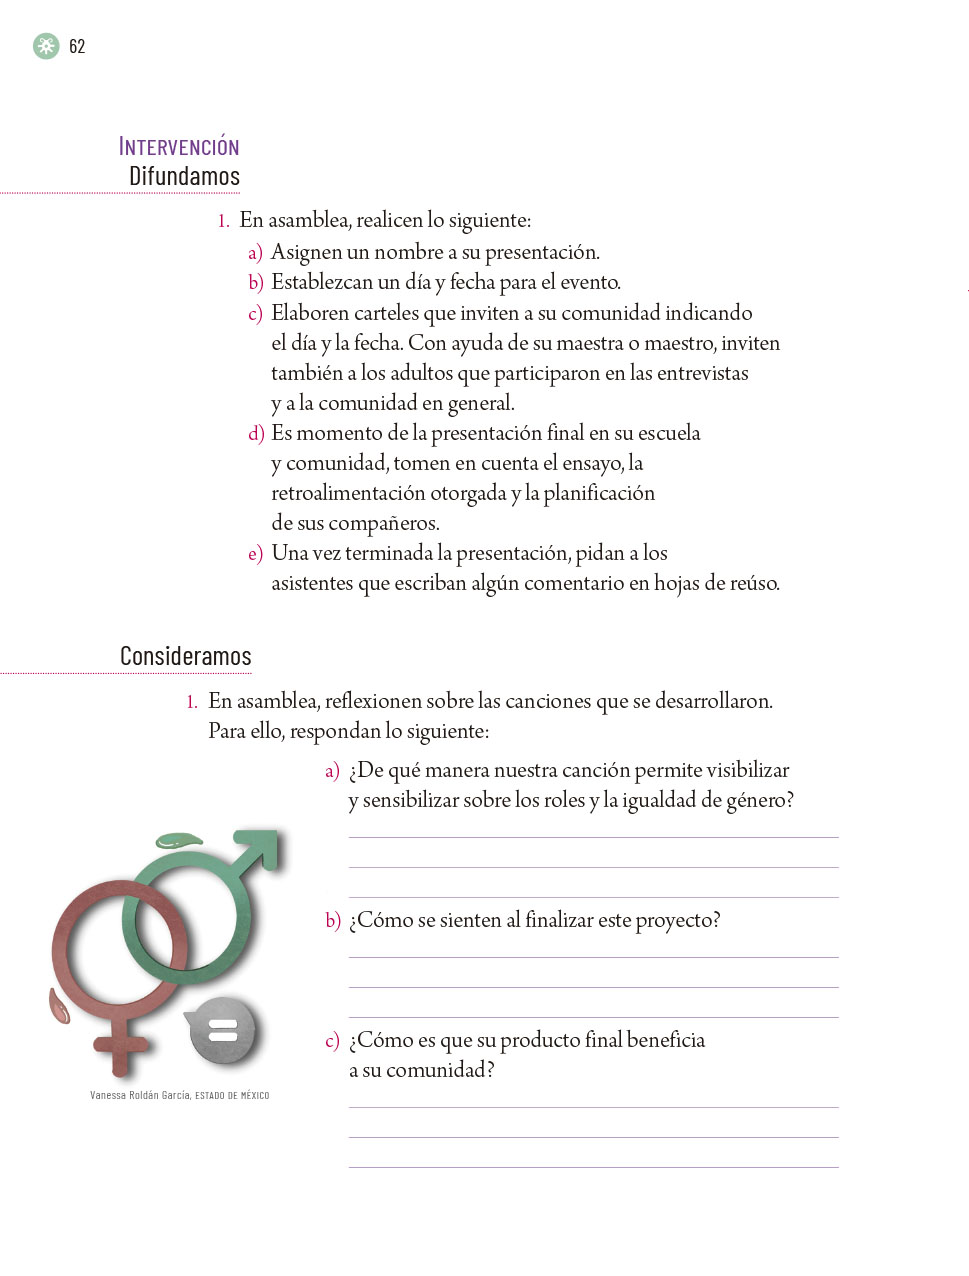 62
INTERVENCIÓN
Difundamos
1. En asamblea, realicen lo siguiente:
a) Asignen un nombre a su presentación.
b) Establezcan un día y fecha para el evento.
c) Elaboren carteles que inviten a su comunidad indicando
el día y la fecha. Con ayuda de su maestra o maestro, inviten
también a los adultos que participaron en las entrevistas
y a la comunidad en general.
d) Es momento de la presentación final en su escuela
y comunidad, tomen en cuenta el ensayo, la
retroalimentación otorgada y la planificación
de sus compañeros.
e) Una vez terminada la presentación, pidan a los
asistentes que escriban algún comentario en hojas de reúso.
Consideramos
1. En asamblea, reflexionen sobre las canciones que se desarrollaron.
Para ello, respondan lo siguiente:
a) ¿De qué manera nuestra canción permite visibilizar
y sensibilizar sobre los roles y la igualdad de género?
b) ¿Cómo se sienten al finalizar este proyecto?
c) ¿Cómo es que su producto final beneficia
a su comunidad?
Vanessa Roldán García, ESTADO DE MÉXICO